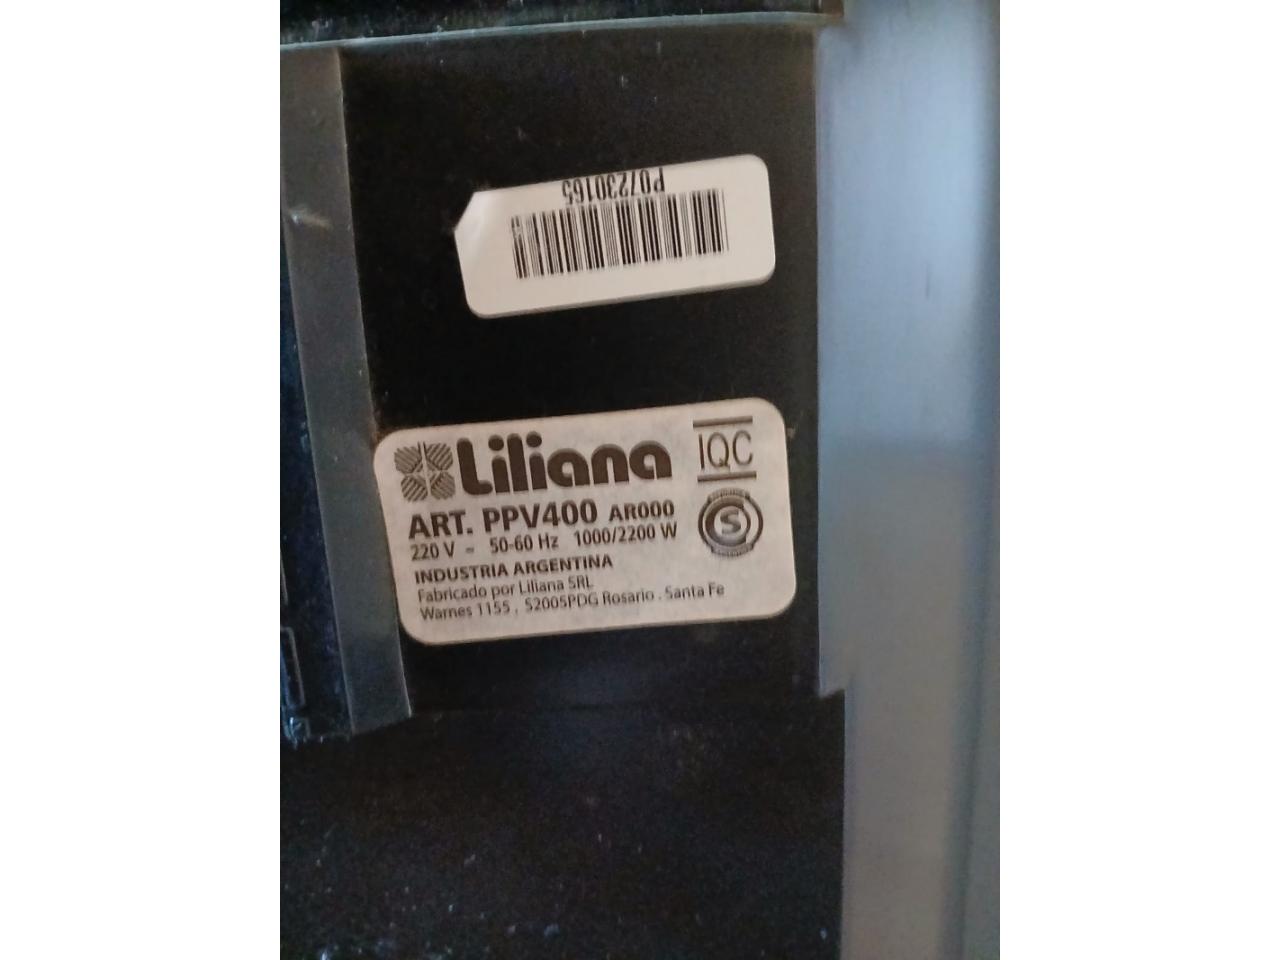 P07230165
Liliana
IQC
ART. PPV400 AR000
220 V ~ 50-60 Hz 1000/2200 W
S
INDUSTRIA ARGENTINA
Fabricado por Liliana SRL
Warnes 1155 . S2005PDG Rosario . Santa Fe